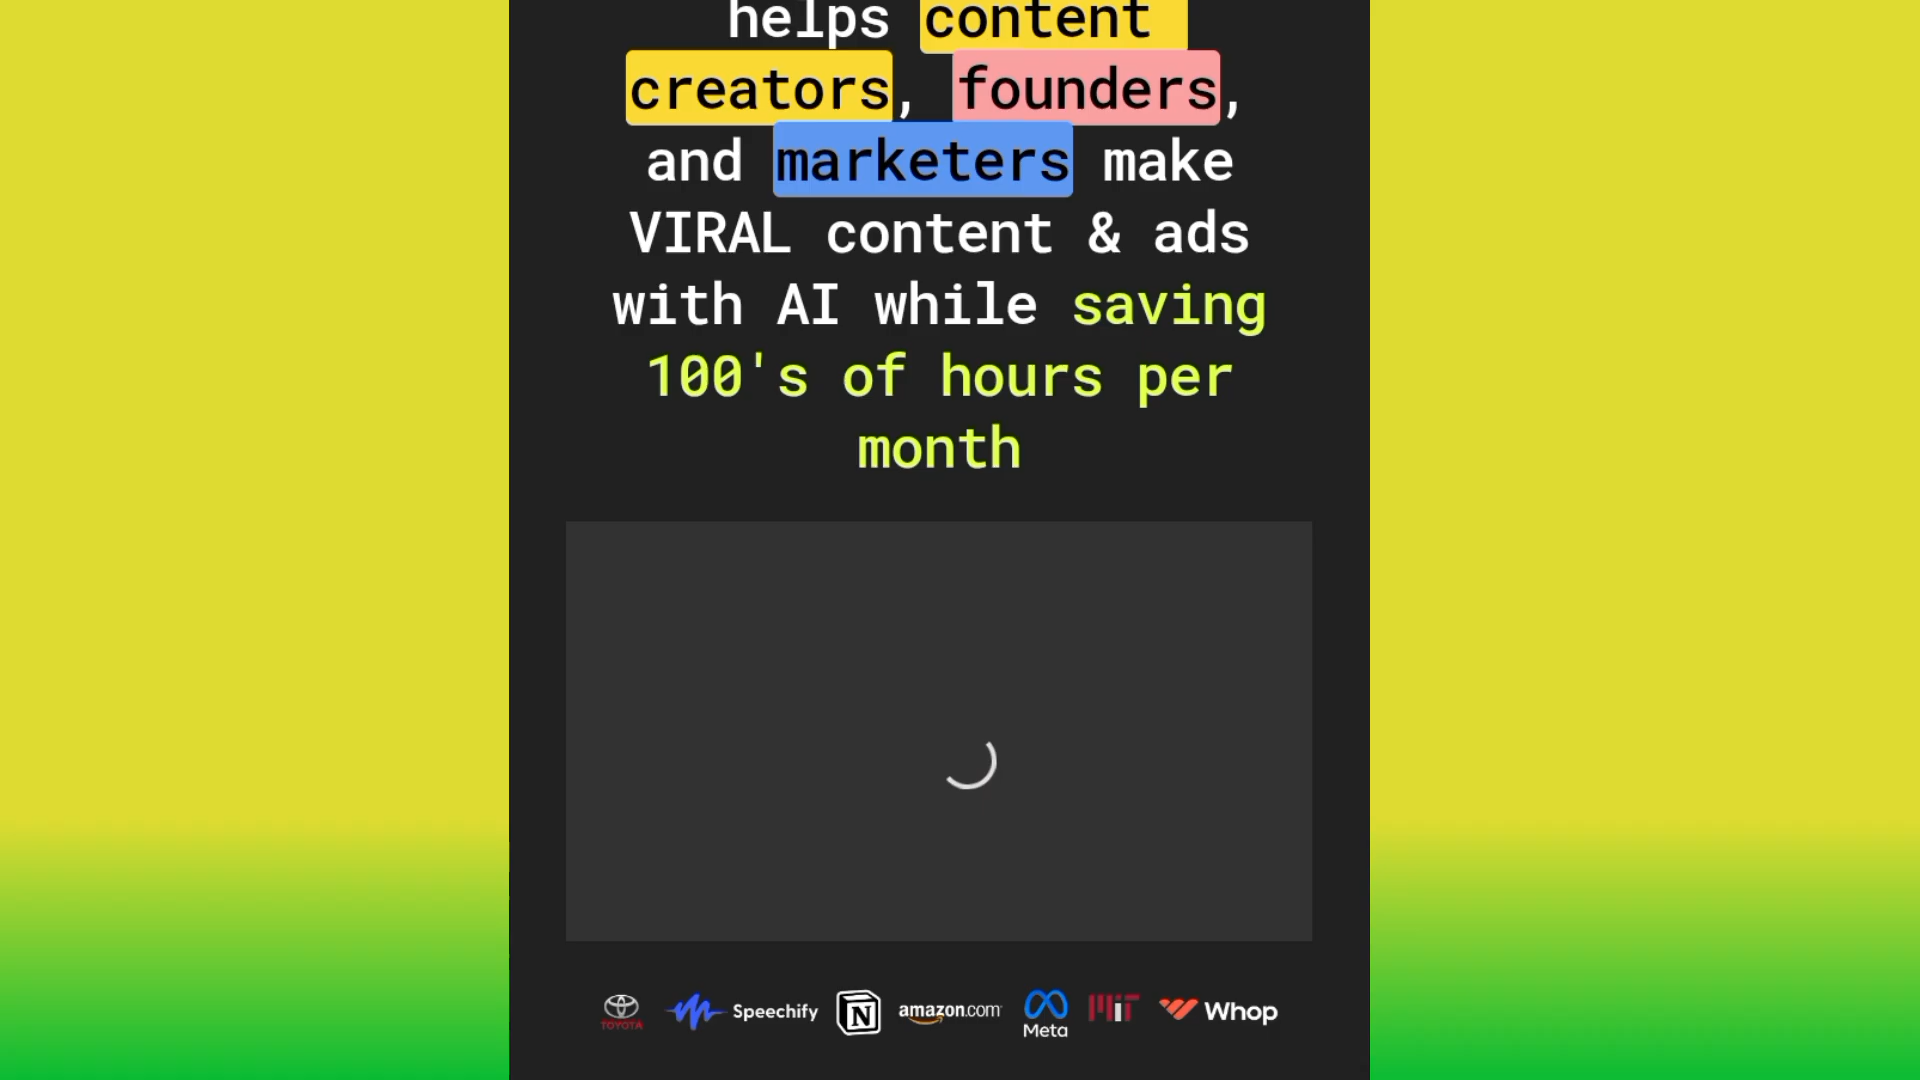 helps content
creators, founders,
and marketers make
VIRAL content & ads
with AI while saving
100's of hours per
month
TOYOTA Speechify N amazon.com Meta MIT Whop